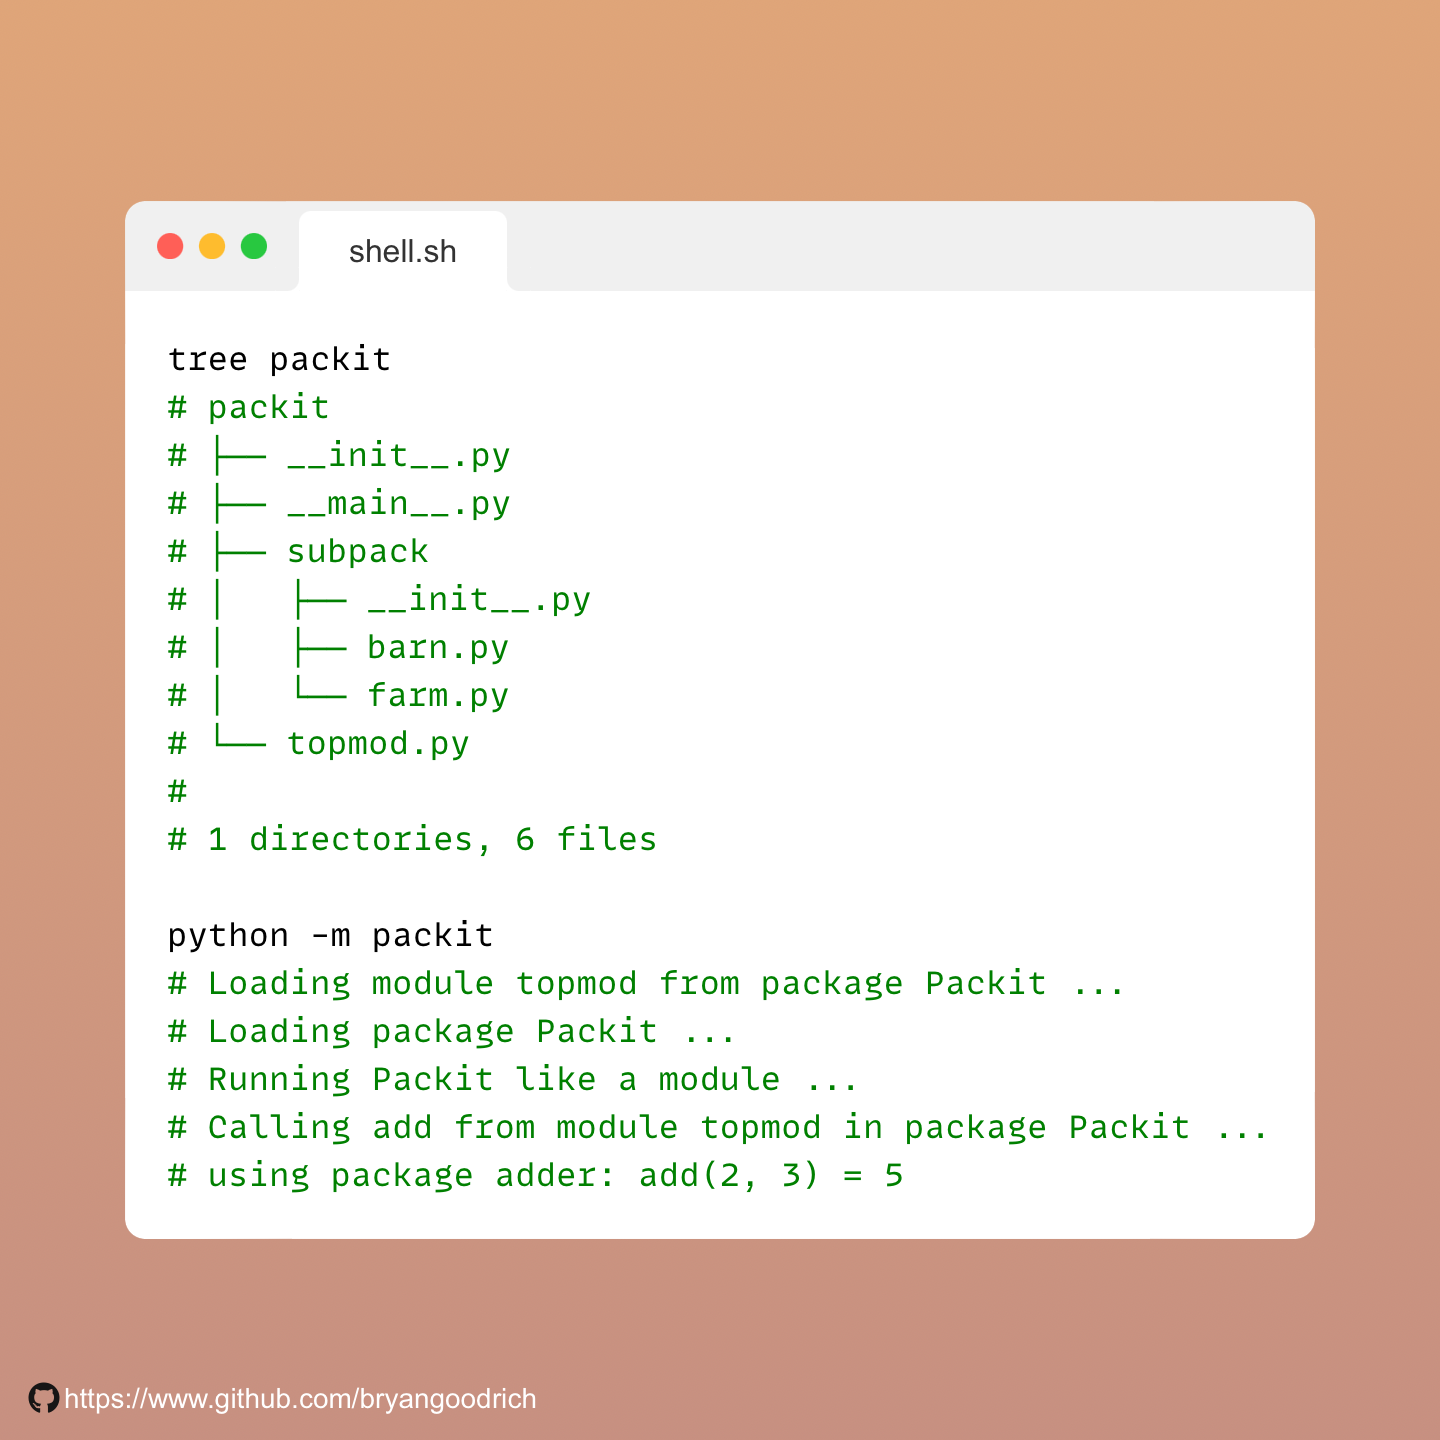 shell.sh
tree packit
# packit
# ├── __init__.py
# ├── __main__.py
# ├── subpack
# │   ├── __init__.py
# │   ├── barn.py
# │   └── farm.py
# └── topmod.py
#
# 1 directories, 6 files
python -m packit
# Loading module topmod from package Packit ...
# Loading package Packit ...
# Running Packit like a module ...
# Calling add from module topmod in package Packit ...
# using package adder: add(2, 3) = 5
https://www.github.com/bryangoodrich